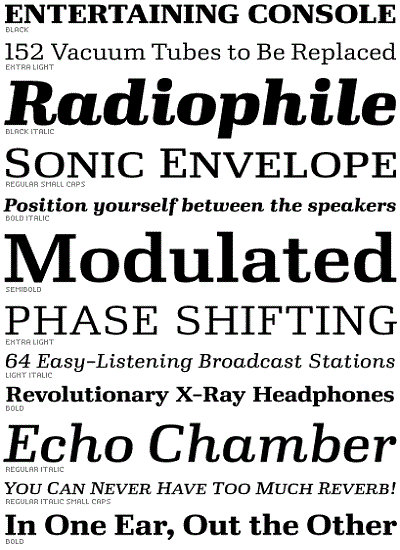 ENTERTAINING CONSOLE
BLACK
152 Vacuum Tubes to Be Replaced
EXTRA LIGHT
Radiophile
BLACK ITALIC
SONIC ENVELOPE
REGULAR SMALL CAPS
Position yourself between the speakers
BOLD ITALIC
Modulated
SEMIBOLD
PHASE SHIFTING
EXTRA LIGHT
64 Easy-Listening Broadcast Stations
LIGHT ITALIC
Revolutionary X-Ray Headphones
BOLD
Echo Chamber
REGULAR ITALIC
YOU CAN NEVER HAVE TOO MUCH REVERB!
REGULAR ITALIC SMALL CAPS
In One Ear, Out the Other
BOLD